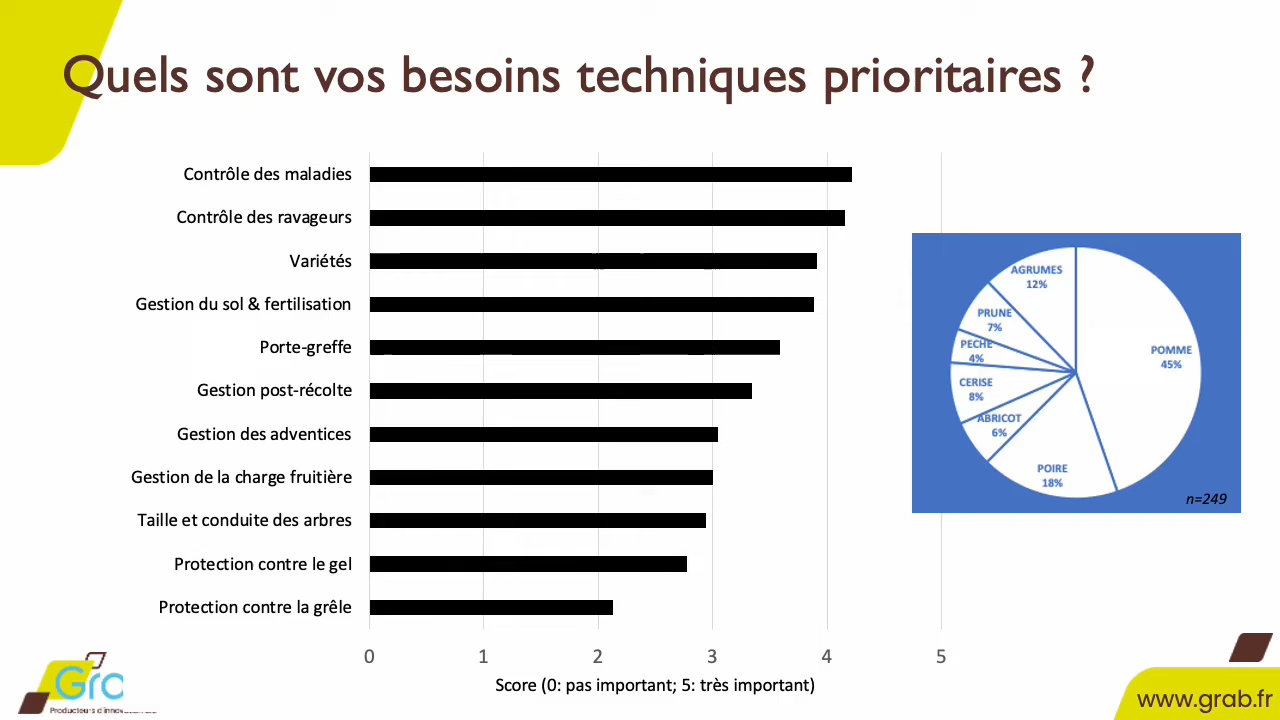 Quels sont vos besoins techniques prioritaires ?
Contrôle des maladies
Contrôle des ravageurs
Variétés
Gestion du sol & fertilisation
Porte-greffe
Gestion post-récolte
Gestion des adventices
Gestion de la charge fruitière
Taille et conduite des arbres
Protection contre le gel
Protection contre la grêle
0 1 2 3 4 5
Score (0: pas important; 5: très important)
AGRUMES
12%
PRUNE
7%
PECHE
4%
CERISE
8%
ABRICOT
6%
POIRE
18%
POMME
45%
n=249
Producteurs
www.grab.fr